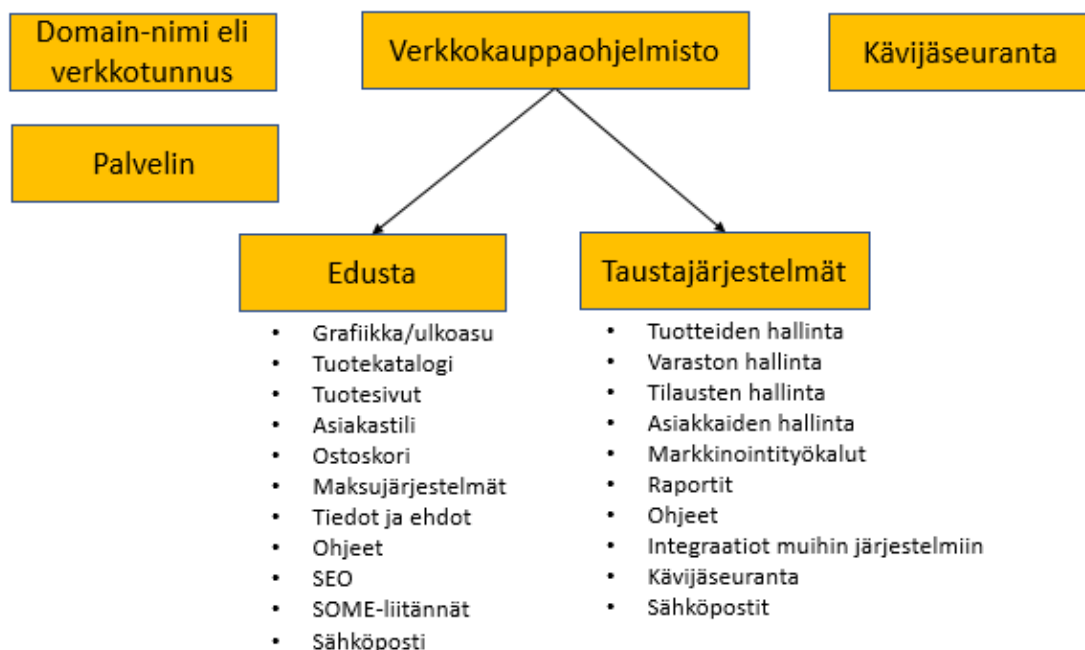 Domain-nimi eli
verkkotunnus
Verkkokauppaohjelmisto
Kävijäseuranta
Palvelin
Edusta
• Grafiikka/ulkoasu
• Tuotekatalogi
• Tuotesivut
• Asiakastili
• Ostoskori
• Maksujärjestelmät
• Tiedot ja ehdot
• Ohjeet
• SEO
• SOME-liitännät
• Sähköposti
Taustajärjestelmät
• Tuotteiden hallinta
• Varaston hallinta
• Tilausten hallinta
• Asiakkaiden hallinta
• Markkinointityökalut
• Raportit
• Ohjeet
• Integraatiot muihin järjestelmiin
• Kävijäseuranta
• Sähköpostit